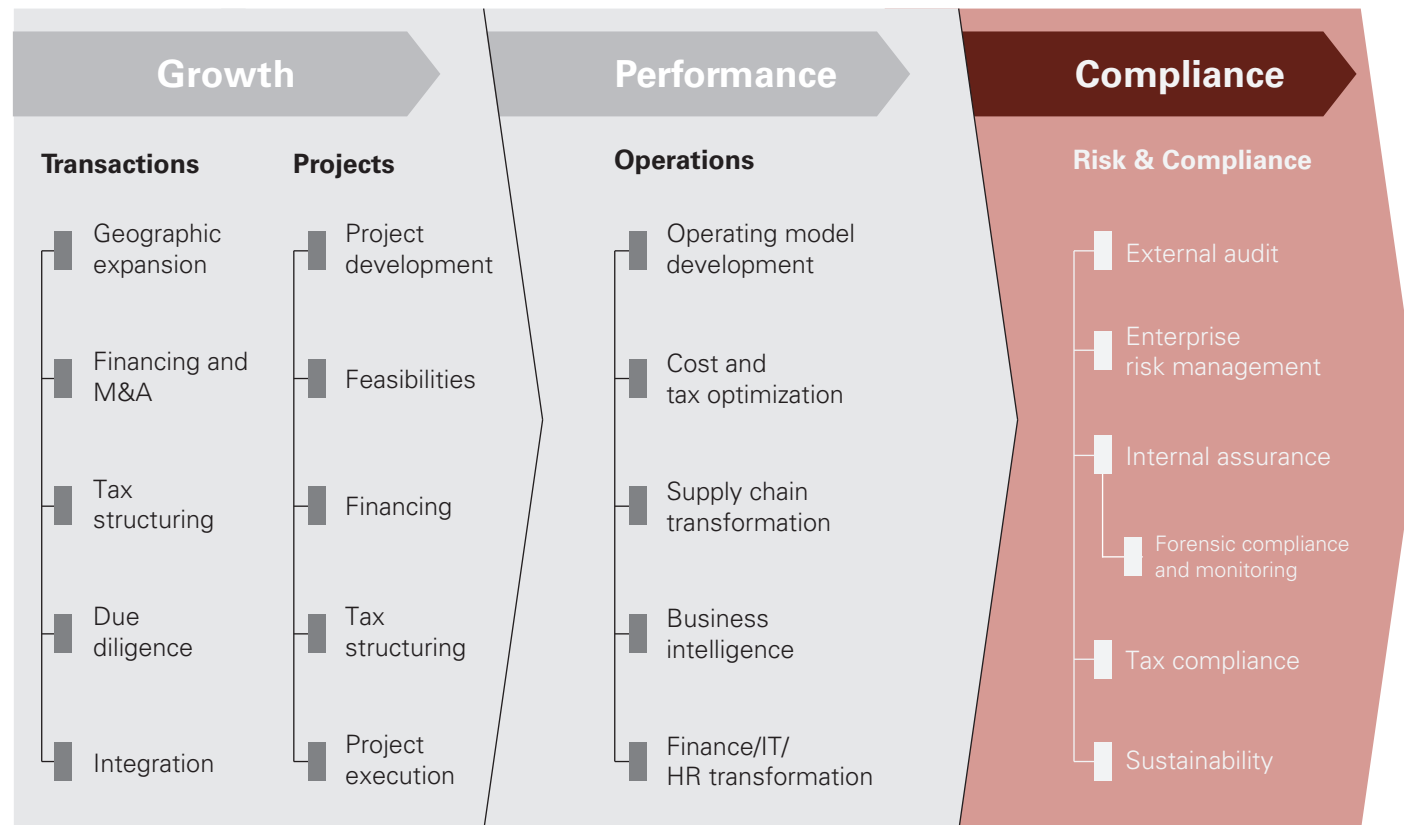 Growth
Transactions
Geographic
expansion
Financing and
M&A
Tax
structuring
Due
diligence
Integration
Projects
Project
development
Feasibilities
Financing
Tax
structuring
Project
execution
Performance
Operations
Operating model
development
Cost and
tax optimization
Supply chain
transformation
Business
intelligence
Finance/IT/
HR transformation
Compliance
Risk & Compliance
External audit
Enterprise
risk management
Internal assurance
Forensic compliance
and monitoring
Tax compliance
Sustainability